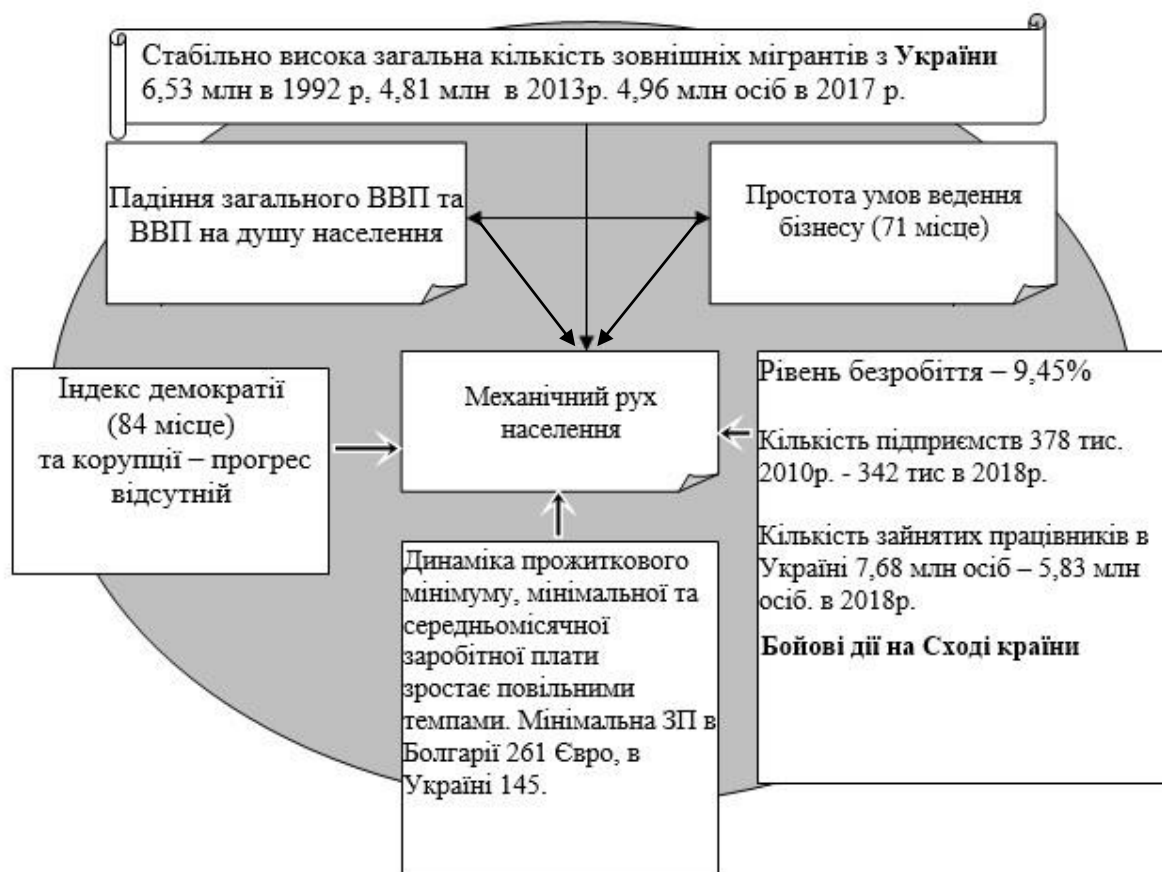 Стабільно висока загальна кількість зовнішніх мігрантів з України
6,53 млн в 1992 р, 4,81 млн в 2013р. 4,96 млн осіб в 2017 р.
Падіння загального ВВП та
ВВП на душу населення
Простота умов ведення
бізнесу (71 місце)
Індекс демократії
(84 місце)
та корупції – прогрес
відсутній
Механічний рух
населення
Рівень безробіття – 9,45%
Кількість підприємств 378 тис.
2010р. - 342 тис в 2018р.
Кількість зайнятих працівників в
Україні 7,68 млн осіб – 5,83 млн
осіб. в 2018р.
Бойові дії на Сході країни
Динаміка прожиткового
мінімуму, мінімальної та
середньомісячної
заробітної плати
зростає повільними
темпами. Мінімальна ЗП в
Болгарії 261 Євро, в
Україні 145.